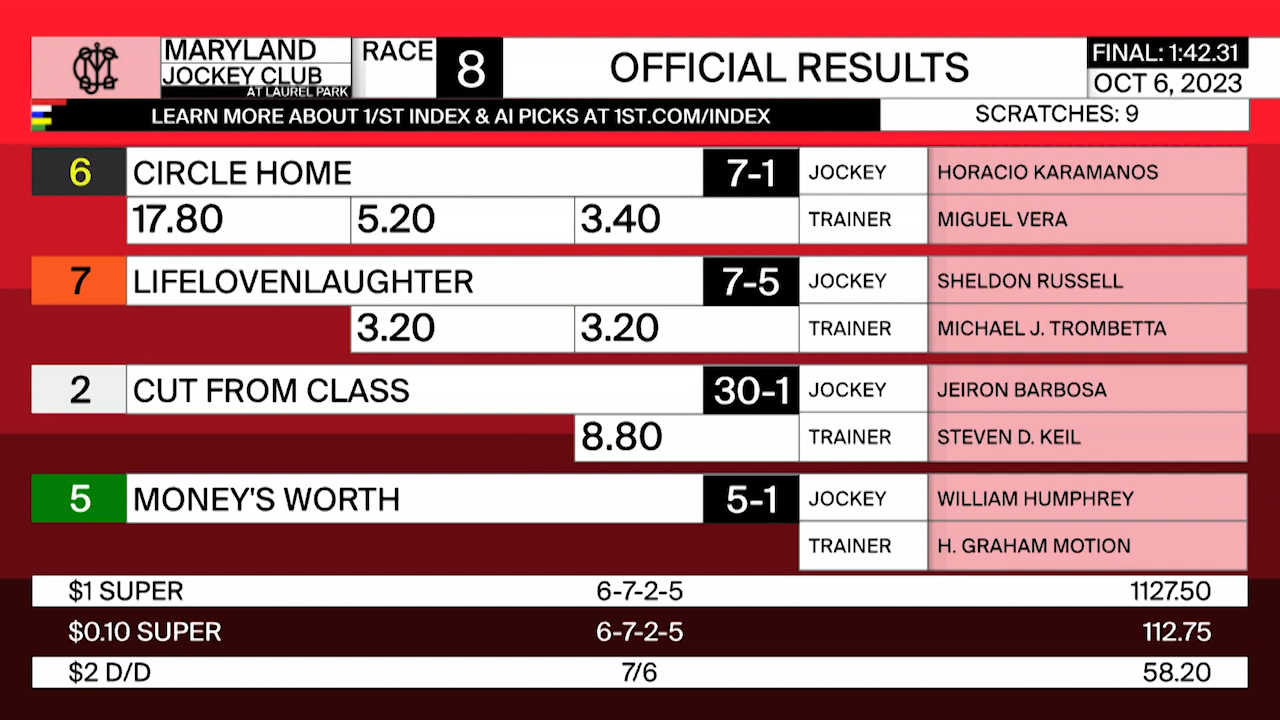 MARYLAND
JOCKEY CLUB
AT LAUREL PARK
RACE 8
OFFICIAL RESULTS
FINAL: 1:42.31
OCT 6, 2023
LEARN MORE ABOUT 1/ST INDEX & AI PICKS AT 1ST.COM/INDEX
SCRATCHES: 9
6 CIRCLE HOME 7-1 JOCKEY HORACIO KARAMANOS
17.80 5.20 3.40 TRAINER MIGUEL VERA
7 LIFELOVENLAUGHTER 7-5 JOCKEY SHELDON RUSSELL
3.20 3.20 TRAINER MICHAEL J. TROMBETTA
2 CUT FROM CLASS 30-1 JOCKEY JEIRON BARBOSA
8.80 TRAINER STEVEN D. KEIL
5 MONEY'S WORTH 5-1 JOCKEY WILLIAM HUMPHREY
TRAINER H. GRAHAM MOTION
$1 SUPER 6-7-2-5 1127.50
$0.10 SUPER 6-7-2-5 112.75
$2 D/D 7/6 58.20